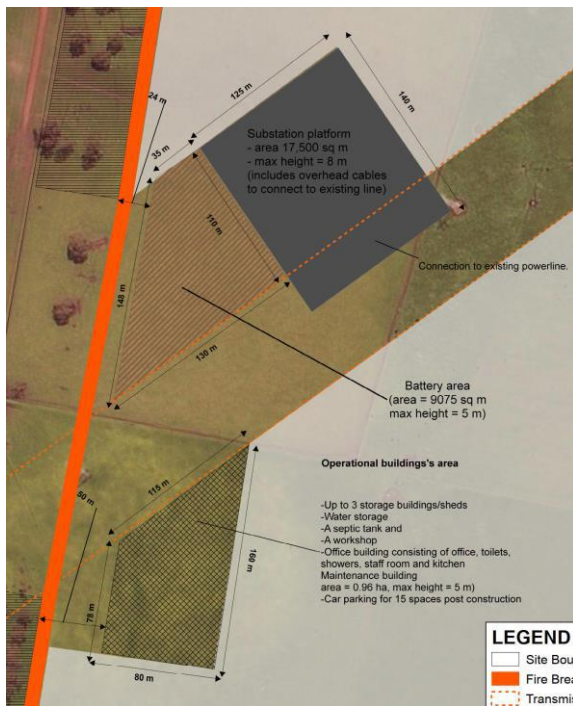 24 m
125 m
140 m
35 m
Substation platform
- area 17,500 sq m
- max height = 8 m
(includes overhead cables
to connect to existing line)
110 m
Connection to existing powerline.
148 m
130 m
Battery area
(area = 9075 sq m
max height = 5 m)
Operational buildings's area
115 m
50 m
-Up to 3 storage buildings/sheds
-Water storage
-A septic tank and
-A workshop
-Office building consisting of office, toilets,
showers, staff room and kitchen
Maintenance building
area = 0.96 ha, max height = 5 m)
-Car parking for 15 spaces post construction
160 m
78 m
80 m
LEGEND
Site Bou
Fire Brea
Transmis